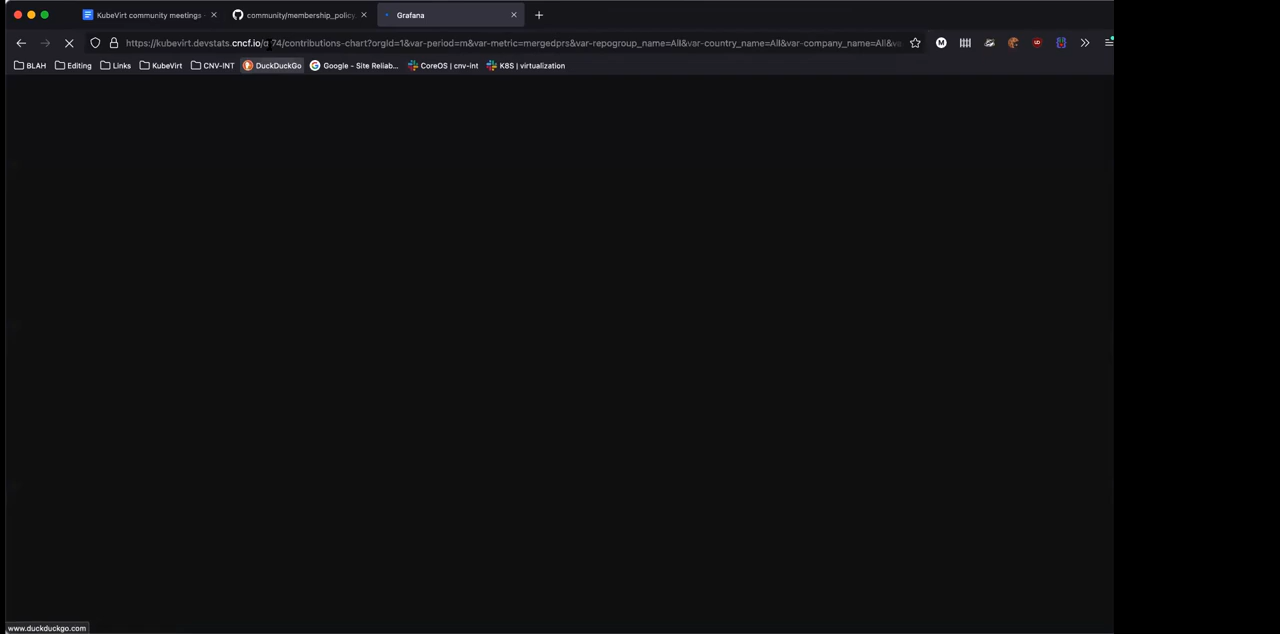 KubeVirt community meetings -
community/membership_policy.
Grafana
https://kubevirt.devstats.cncf.io/d/74/contributions-chart?orgId=1&var-period=m&var-metric=mergedprs&var-repogroup_name=All&var-country_name=All&var-company_name=All&va
BLAH
Editing
Links
KubeVirt
CNV-INT
DuckDuckGo
Google - Site Reliab...
CoreOS | cnv-int
K8S | virtualization
www.duckduckgo.com